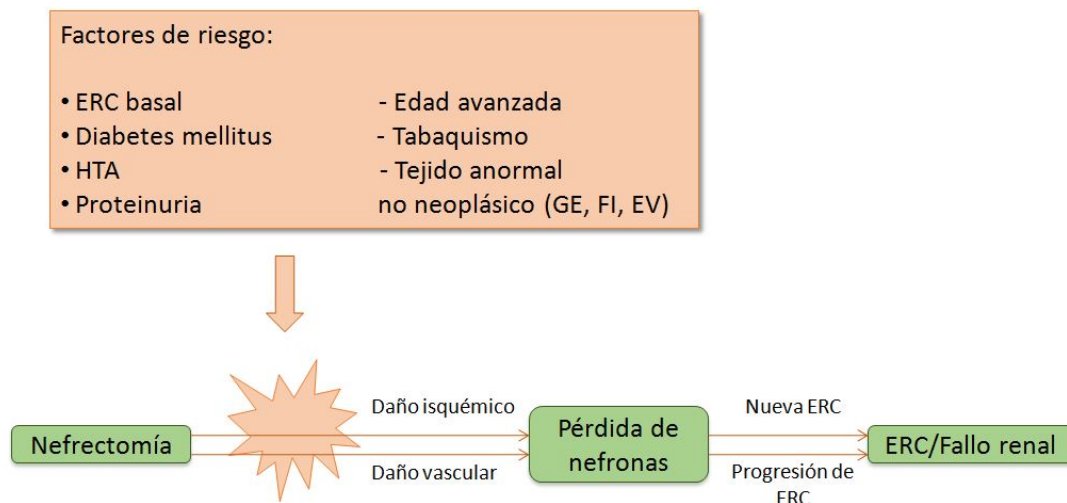 Factores de riesgo:
• ERC basal - Edad avanzada
• Diabetes mellitus - Tabaquismo
• HTA - Tejido anormal
• Proteinuria no neoplásico (GE, FI, EV)
Nefrectomía
Daño isquémico
Daño vascular
Pérdida de
nefronas
Nueva ERC
Progresión de
ERC
ERC/Fallo renal